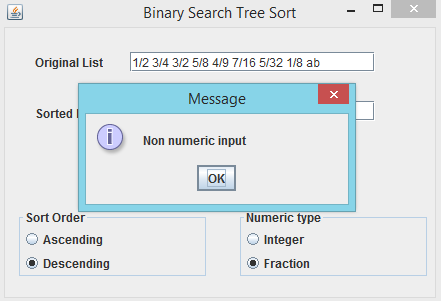 Binary Search Tree Sort
Original List 1/2 3/4 3/2 5/8 4/9 7/16 5/32 1/8 ab
Sorted
Message
Non numeric input
OK
Sort Order
Numeric type
Ascending
Integer
Descending
Fraction